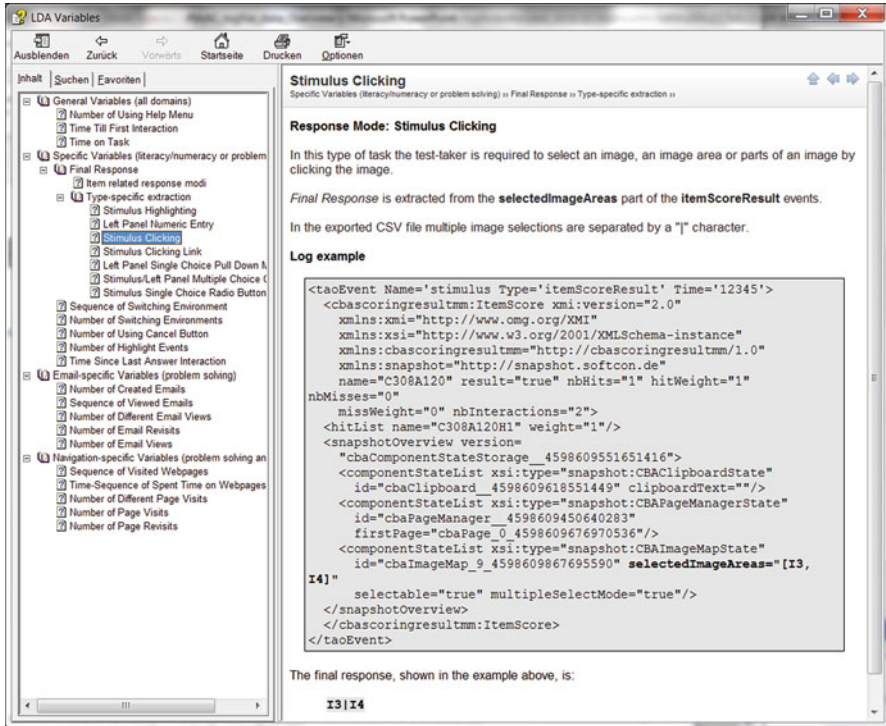 LDA Variables
Ausblenden Zurück Vorwärts Startseite Drucken Optionen
Inhalt Suchen Favoriten
General Variables (all domains)
Number of Using Help Menu
Time Till First Interaction
Time on Task
Specific Variables (literacy/numeracy or problem
Final Response
Item related response modi
Type-specific extraction
Stimulus Highlighting
Left Panel Numeric Entry
Stimulus Clicking
Stimulus Clicking Link
Left Panel Single Choice Pull Down
Stimulus/Left Panel Multiple Choice
Stimulus Single Choice Radio Button
Sequence of Switching Environment
Number of Switching Environments
Number of Using Cancel Button
Number of Highlight Events
Time Since Last Answer Interaction
Email-specific Variables (problem solving)
Number of Created Emails
Sequence of Viewed Emails
Number of Different Email Views
Number of Email Revisits
Number of Email Views
Navigation-specific Variables (problem solving an
Sequence of Visited Webpages
Time-Sequence of Spent Time on Webpages
Number of Different Page Visits
Number of Page Visits
Number of Page Revisits
Stimulus Clicking
Specific Variables (literacy/numeracy or problem solving) » Final Response » Type-specific extraction »
Response Mode: Stimulus Clicking
In this type of task the test-taker is required to select an image, an image area or parts of an image by
clicking the image.
Final Response is extracted from the selectedImageAreas part of the itemScoreResult events.
In the exported CSV file multiple image selections are separated by a "|" character.
Log example
<taoEvent Name='stimulus Type='itemScoreResult' Time='12345'>
<cbascoringresultmm:ItemScore xmi:version="2.0"
xmlns:xmi="http://www.omg.org/XMI"
xmlns:xsi="http://www.w3.org/2001/XMLSchema-instance"
xmlns:cbascoringresultmm="http://cbascoringresultmm/1.0"
xmlns:snapshot="http://snapshot.softcon.de"
name="C308A120" result="true" nbHits="1" hitWeight="1"
nbMisses="0"
missWeight="0" nbInteractions="2">
<hitList name="C308A120H1" weight="1"/>
<snapshotOverview version=
"cbaComponentStateStorage__4598609551651416">
<componentStateList xsi:type="snapshot:CBAClipboardState"
id="cbaClipboard__4598609618551449" clipboardText=""/>
<componentStateList xsi:type="snapshot:CBAPageManagerState"
id="cbaPageManager__4598609450640283"
firstPage="cbaPage_0_4598609676970536"/>
<componentStateList xsi:type="snapshot:CBAImageMapState"
id="cbaImageMap_9_4598609867695590" selectedImageAreas="[I3,
I4]"
selectable="true" multipleSelectMode="true"/>
</snapshotOverview>
</cbascoringresultmm:ItemScore>
</taoEvent>
The final response, shown in the example above, is:
I3|I4